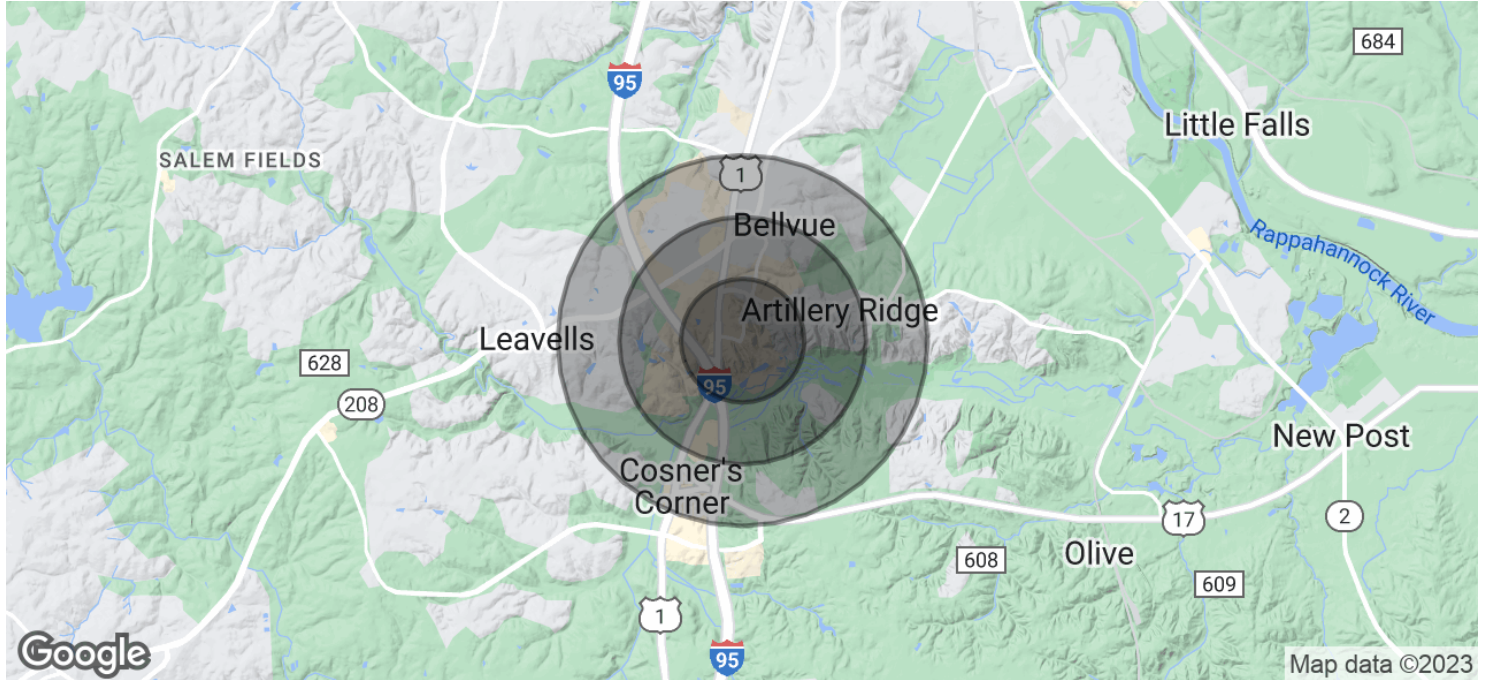 684
95
Little Falls
SALEM FIELDS
1
Bellvue
Rappahannock River
Artillery Ridge
Leavells
628
95
208
New Post
Cosner's
Corner
17
2
Olive
608
609
1
95
Google
Map data ©2023